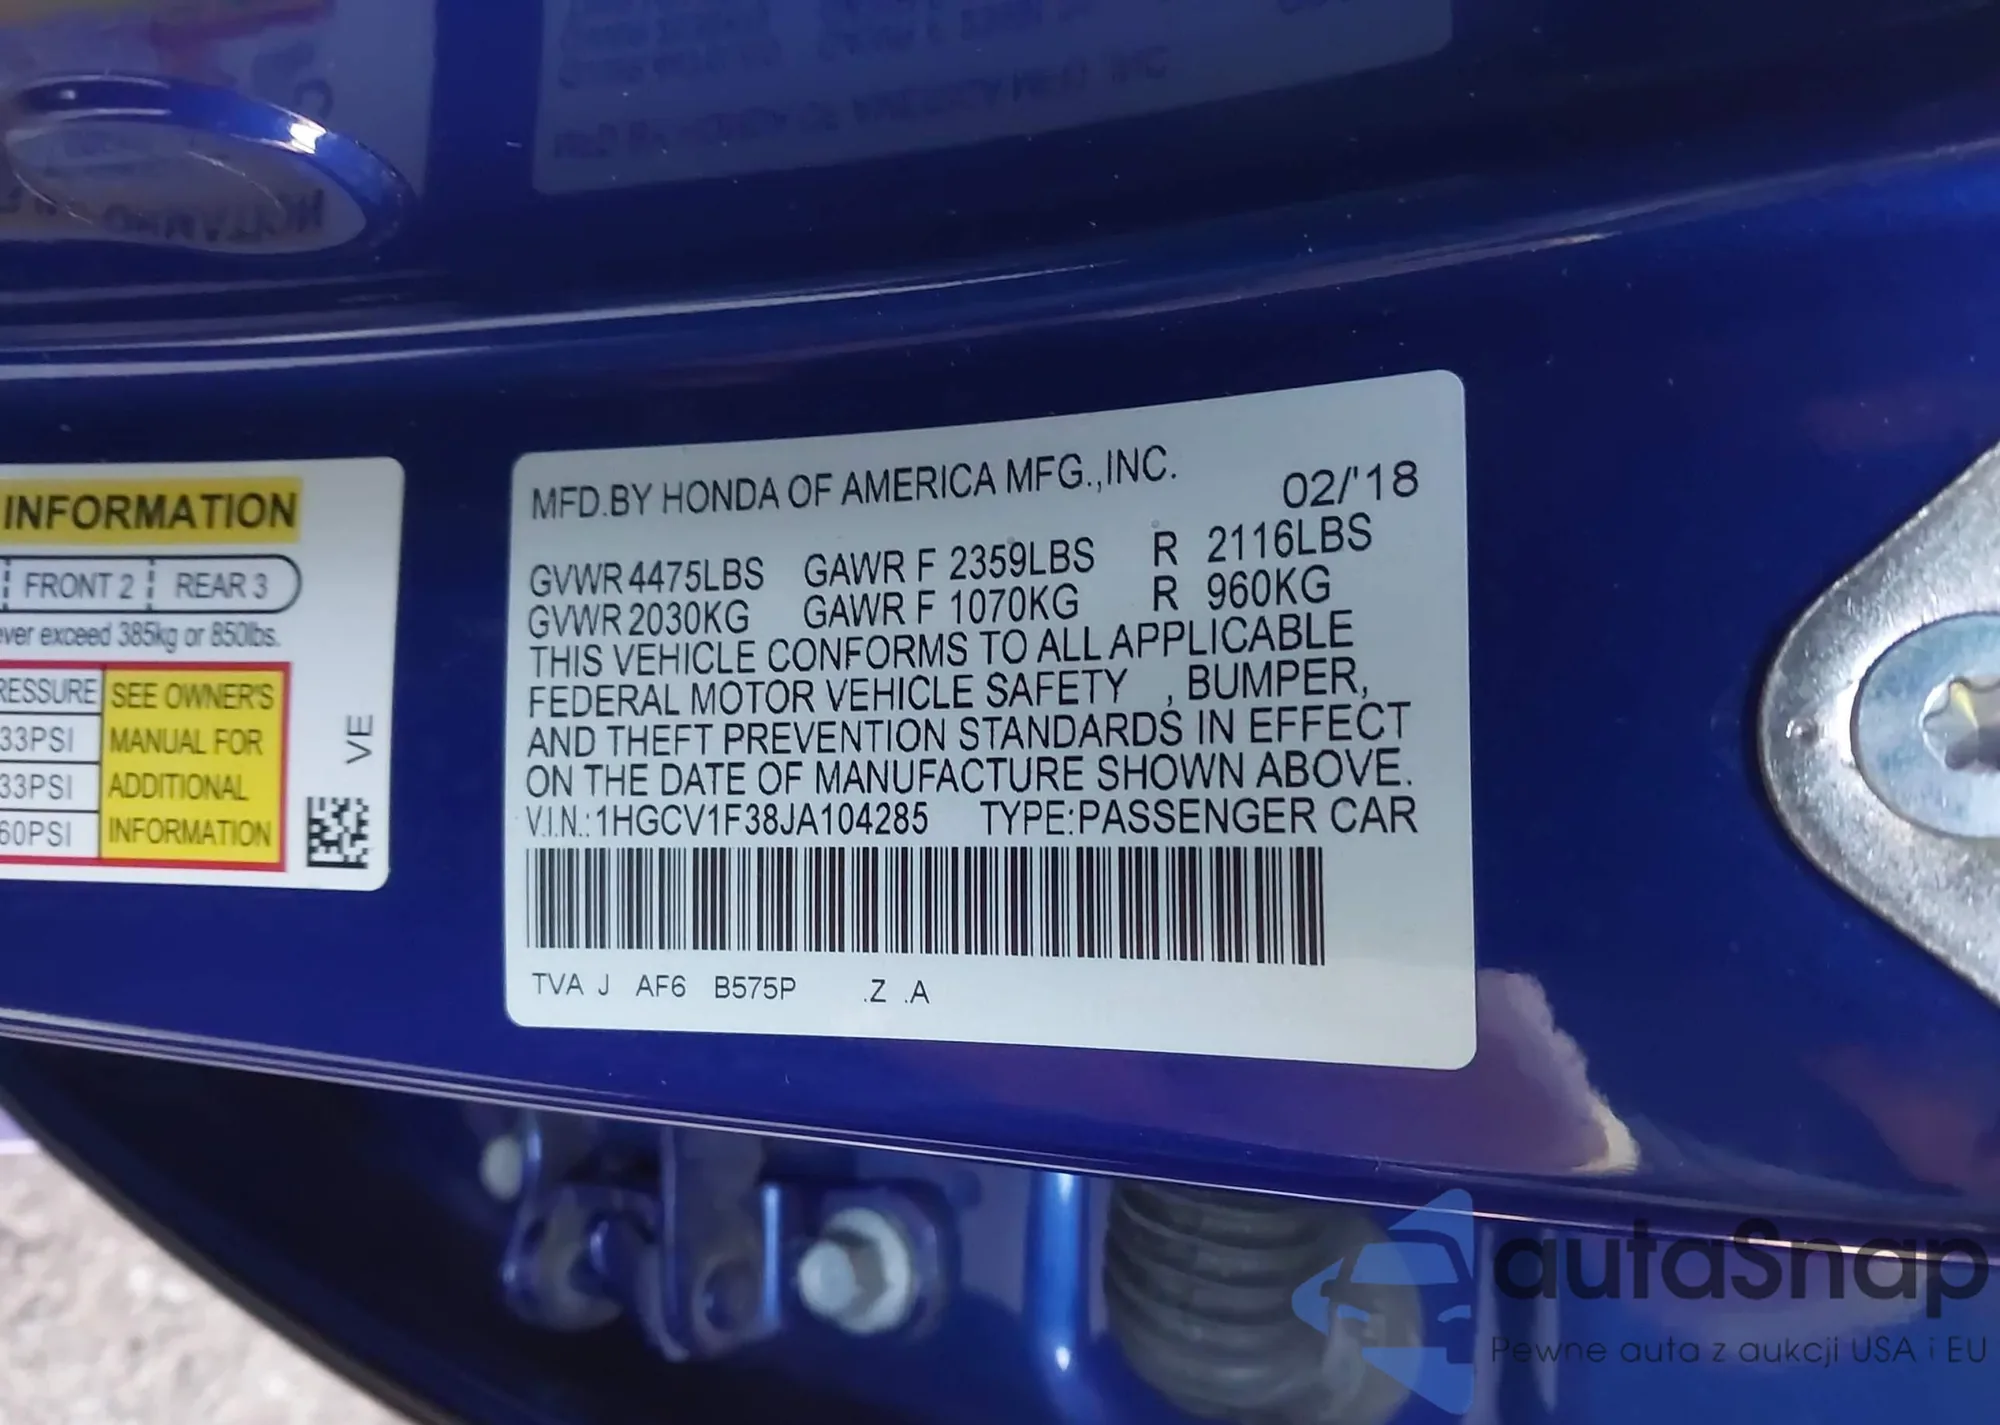 INFORMATION
FRONT 2 REAR 3
ever exceed 385kg or 850lbs.
RESSURE SEE OWNER'S
33PSI MANUAL FOR
33PSI ADDITIONAL
60PSI INFORMATION
VE
MFD.BY HONDA OF AMERICA MFG.,INC. 02/'18
GVWR 4475LBS GAWR F 2359LBS R 2116LBS
GVWR 2030KG GAWR F 1070KG R 960KG
THIS VEHICLE CONFORMS TO ALL APPLICABLE
FEDERAL MOTOR VEHICLE SAFETY , BUMPER,
AND THEFT PREVENTION STANDARDS IN EFFECT
ON THE DATE OF MANUFACTURE SHOWN ABOVE.
V.I.N.:1HGCV1F38JA104285 TYPE:PASSENGER CAR
TVA J AF6 B575P .Z .A
autaSnap
Pewne auta z aukcji USA i EU